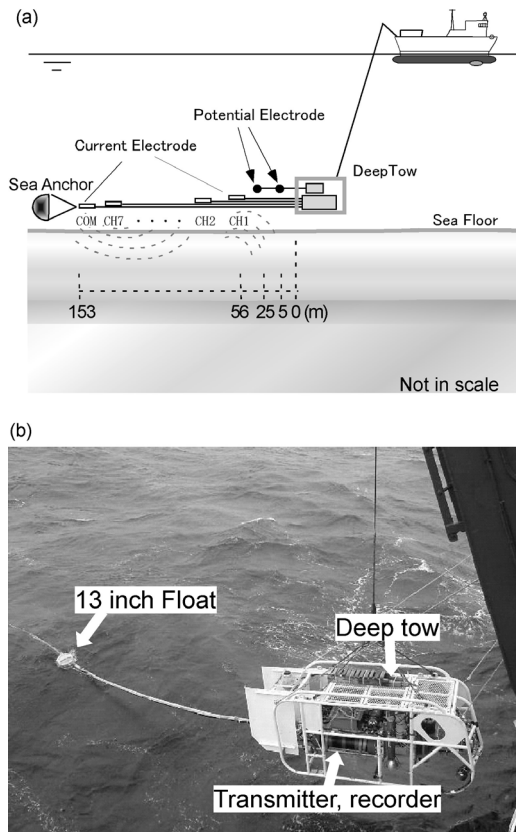 (a)
Potential Electrode
Current Electrode
DeepTow
Sea Anchor
COM CH7 · · · · CH2 CH1
Sea Floor
153 56 25 5 0 (m)
Not in scale
(b)
13 inch Float
Deep tow
Transmitter, recorder